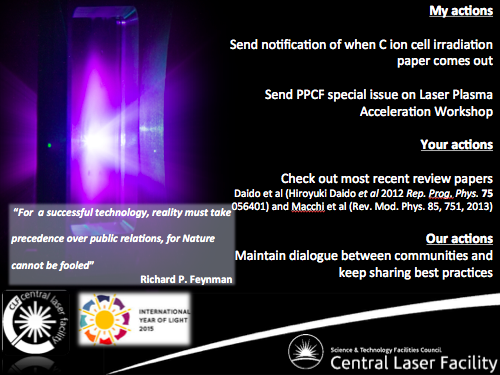 My actions
Send notification of when C ion cell irradiation
paper comes out
Send PPCF special issue on Laser Plasma
Acceleration Workshop
Your actions
Check out most recent review papers
Daido et al (Hiroyuki Daido et al 2012 Rep. Prog. Phys. 75
056401) and Macchi et al (Rev. Mod. Phys. 85, 751, 2013)
Our actions
Maintain dialogue between communities and
keep sharing best practices
"For a successful technology, reality must take
precedence over public relations, for Nature
cannot be fooled"
Richard P. Feynman
central laser facility
clf
INTERNATIONAL
YEAR OF LIGHT
2015
Science & Technology Facilities Council
Central Laser Facility